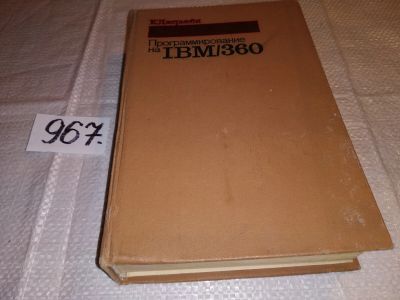 К.Джермейн
Программирование
на IBM/360
967.